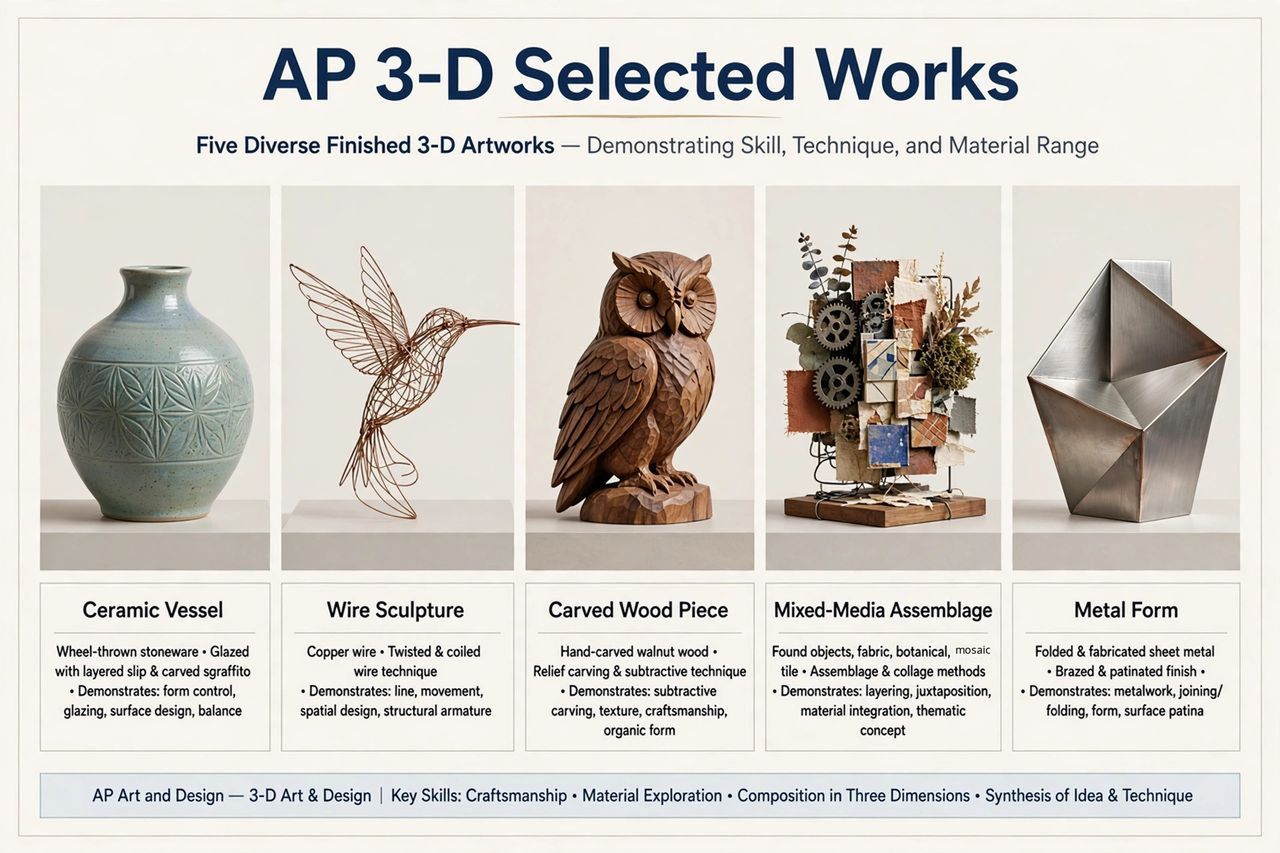 AP 3-D Selected Works
Five Diverse Finished 3-D Artworks — Demonstrating Skill, Technique, and Material Range
Ceramic Vessel
Wheel-thrown stoneware • Glazed
with layered slip & carved sgraffito
• Demonstrates: form control,
glazing, surface design, balance
Wire Sculpture
Copper wire • Twisted & coiled
wire technique
• Demonstrates: line, movement,
spatial design, structural armature
Carved Wood Piece
Hand-carved walnut wood •
Relief carving & subtractive technique
• Demonstrates: subtractive
carving, texture, craftsmanship,
organic form
Mixed-Media Assemblage
Found objects, fabric, botanical, mosaic
tile • Assemblage & collage methods
• Demonstrates: layering, juxtaposition,
material integration, thematic
concept
Metal Form
Folded & fabricated sheet metal
• Brazed & patinated finish •
• Demonstrates: metalwork, joining/
folding, form, surface patina
AP Art and Design — 3-D Art & Design | Key Skills: Craftsmanship • Material Exploration • Composition in Three Dimensions • Synthesis of Idea & Technique